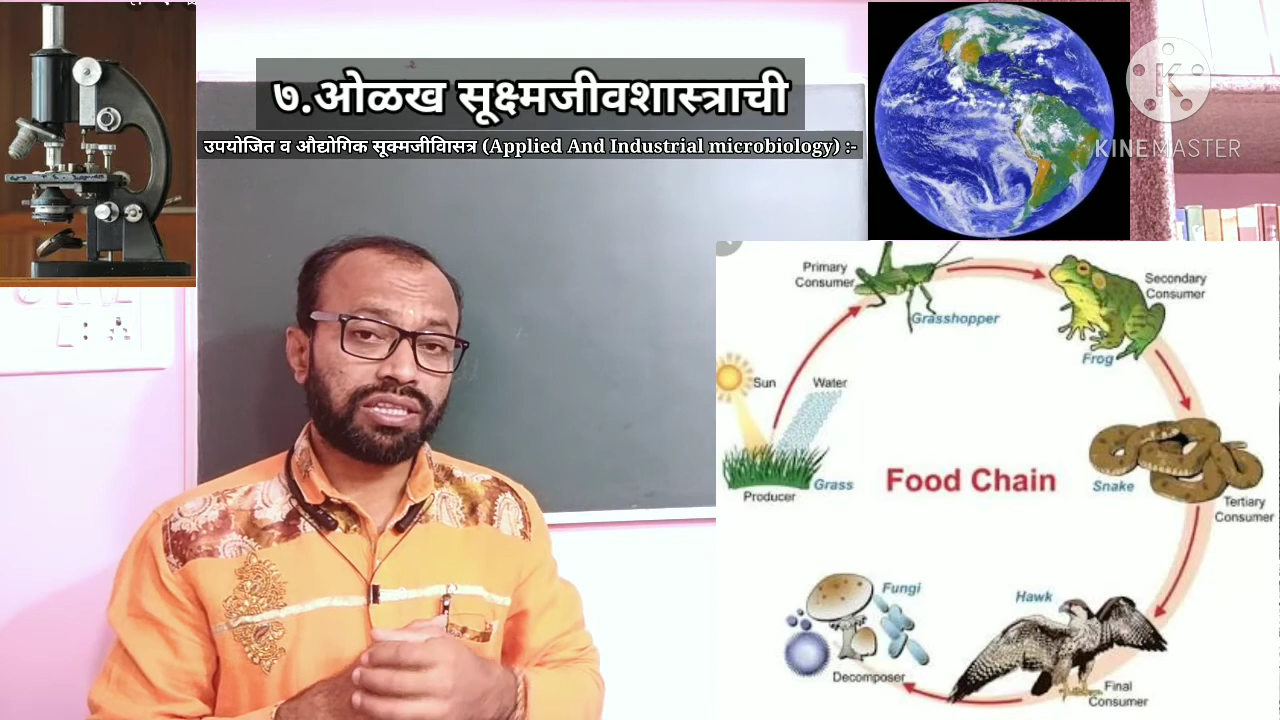 ७.ओळख सूक्ष्मजीवशास्त्राची
उपयोजित व औद्योगिक सूक्मजीवािासत्र (Applied And Industrial microbiology) :-
KINEMASTER
Primary
Consumer
Grasshopper
Secondary
Consumer
Frog
Sun
Water
Grass
Producer
Food Chain
Snake
Tertiary
Consumer
Fungi
Hawk
Decomposer
Final
Consumer